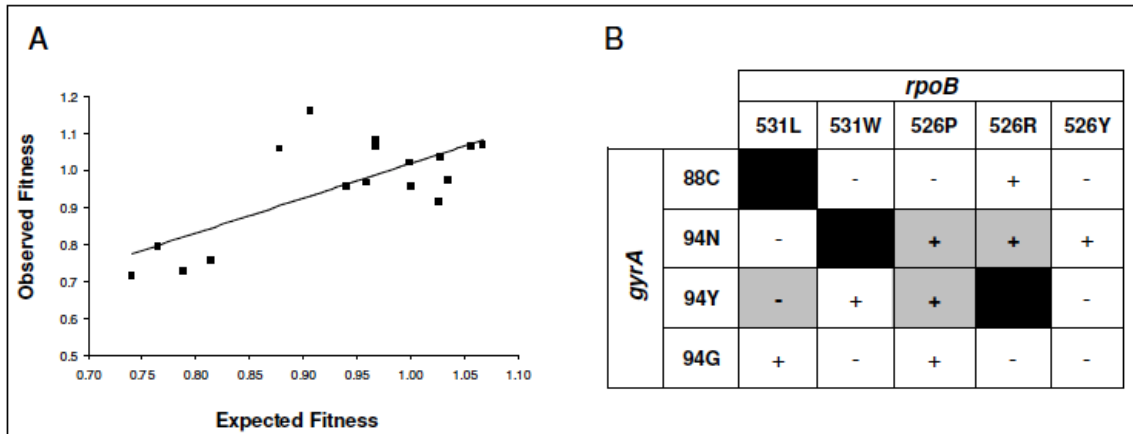 A
Observed Fitness
1.2
1.1
1.0
0.9
0.8
0.7
0.6
0.5
0.70 0.75 0.80 0.85 0.90 0.95 1.00 1.05 1.10
Expected Fitness
B
rpoB
531L 531W 526P 526R 526Y
gyrA
88C - - + -
94N - + + +
94Y - + + -
94G + - + - -